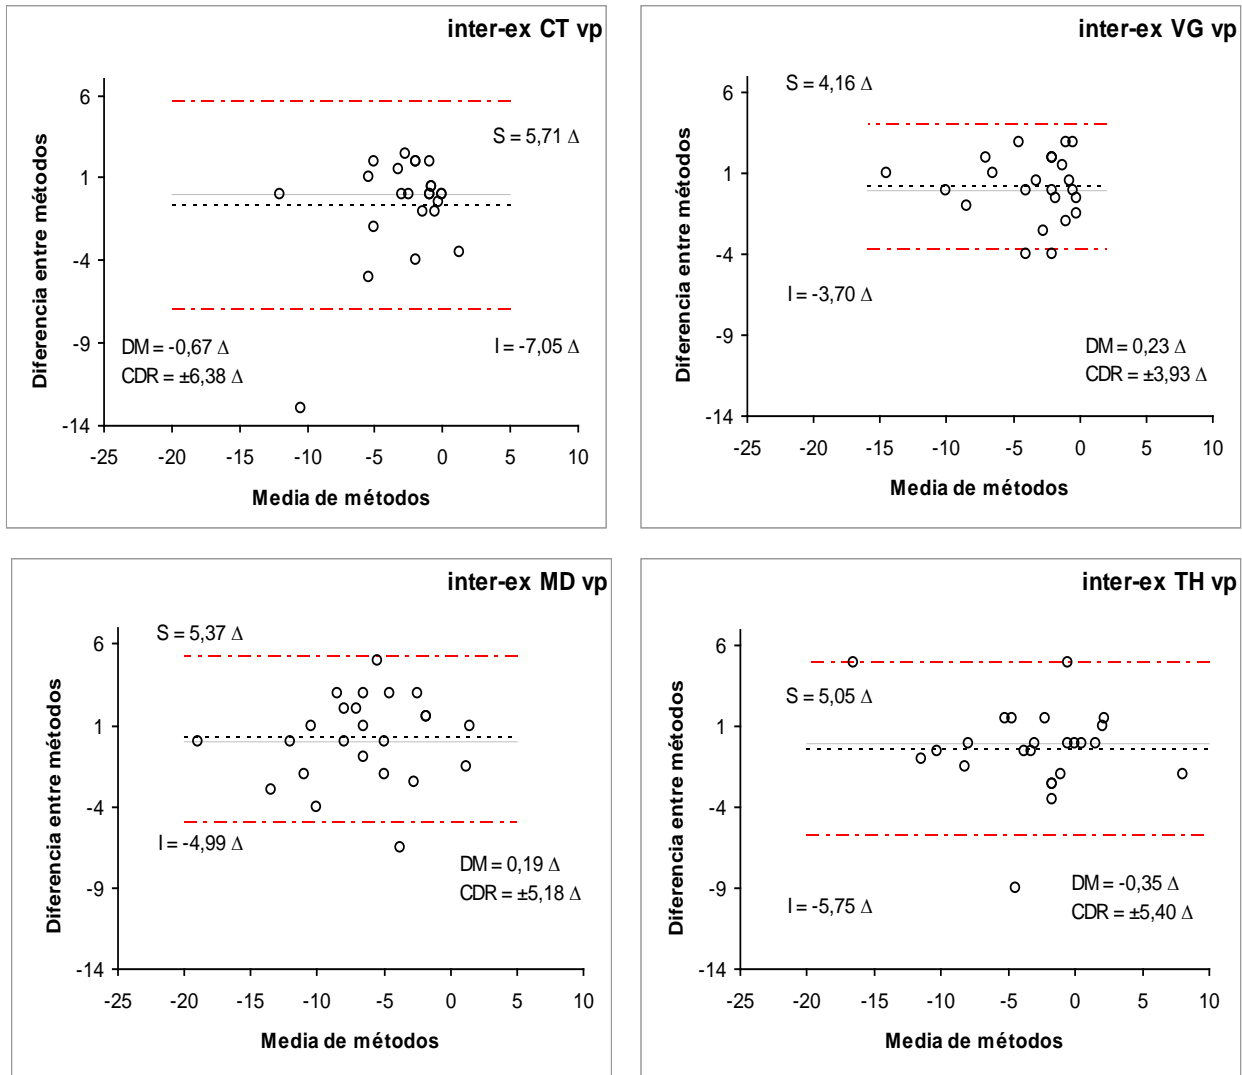 inter-ex CT vp
Diferencia entre métodos
6
1
-4
-9
-14
S = 5,71 Δ
DM = -0,67 Δ
CDR = ±6,38 Δ
I = -7,05 Δ
-25 -20 -15 -10 -5 0 5 10
Media de métodos
inter-ex VG vp
Diferencia entre métodos
6
1
-4
-9
-14
S = 4,16 Δ
I = -3,70 Δ
DM = 0,23 Δ
CDR = ±3,93 Δ
-25 -20 -15 -10 -5 0 5 10
Media de métodos
inter-ex MD vp
Diferencia entre métodos
6
1
-4
-9
-14
S = 5,37 Δ
I = -4,99 Δ
DM = 0,19 Δ
CDR = ±5,18 Δ
-25 -20 -15 -10 -5 0 5 10
Media de métodos
inter-ex TH vp
Diferencia entre métodos
6
1
-4
-9
-14
S = 5,05 Δ
I = -5,75 Δ
DM = -0,35 Δ
CDR = ±5,40 Δ
-25 -20 -15 -10 -5 0 5 10
Media de métodos